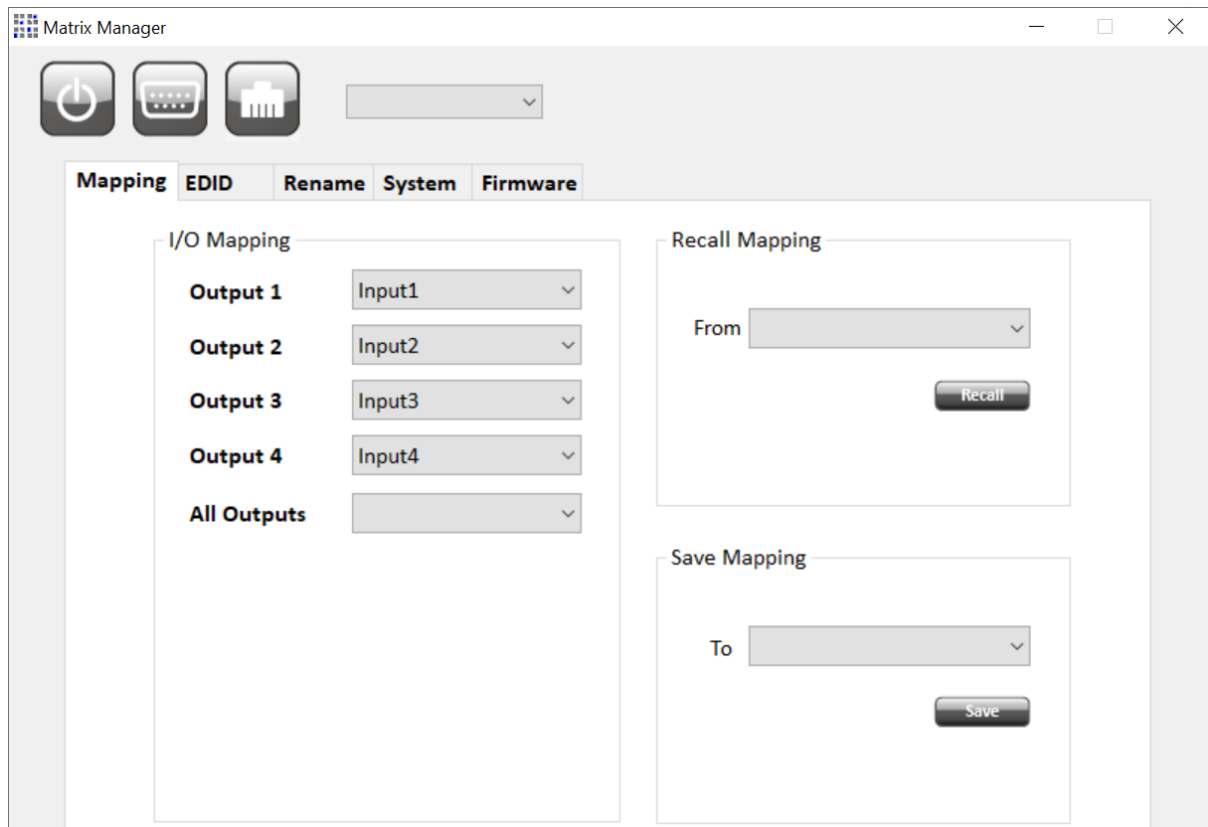 Matrix Manager
Mapping EDID Rename System Firmware
I/O Mapping
Output 1 Input1
Output 2 Input2
Output 3 Input3
Output 4 Input4
All Outputs
Recall Mapping
From
Recall
Save Mapping
To
Save